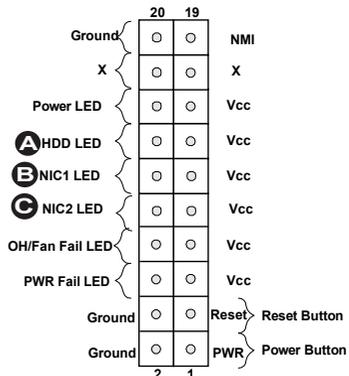 20 19
Ground NMI
X X
Power LED Vcc
A HDD LED Vcc
B NIC1 LED Vcc
C NIC2 LED Vcc
OH/Fan Fail LED Vcc
PWR Fail LED Vcc
Ground Reset Reset Button
Ground PWR Power Button
2 1